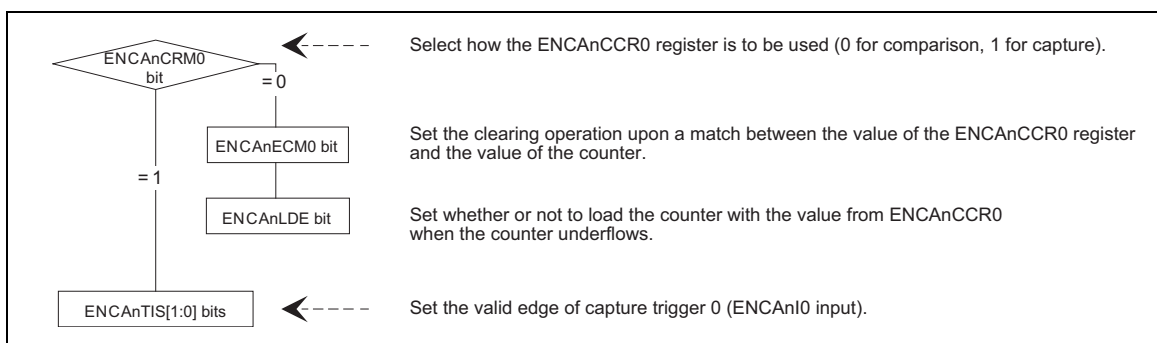 ENCAnCRM0
bit
Select how the ENCAnCCR0 register is to be used (0 for comparison, 1 for capture).
= 0
ENCAnECM0 bit
Set the clearing operation upon a match between the value of the ENCAnCCR0 register
and the value of the counter.
= 1
ENCAnLDE bit
Set whether or not to load the counter with the value from ENCAnCCR0
when the counter underflows.
ENCAnTIS[1:0] bits
Set the valid edge of capture trigger 0 (ENCAnI0 input).